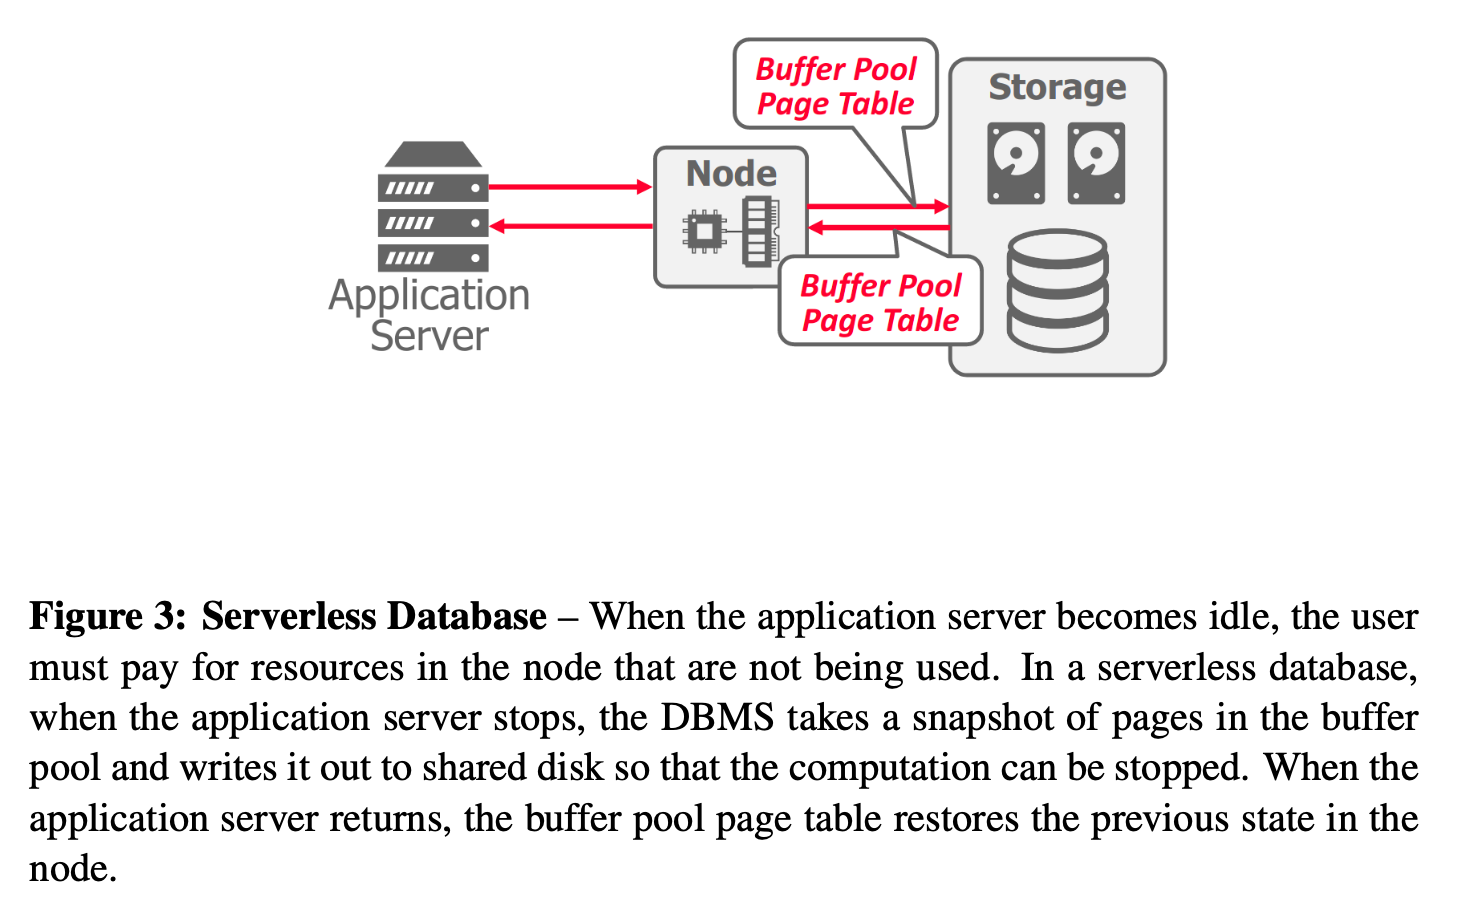 Buffer Pool
Page Table
Storage
Node
Application
Server
Buffer Pool
Page Table
Figure 3: Serverless Database – When the application server becomes idle, the user
must pay for resources in the node that are not being used. In a serverless database,
when the application server stops, the DBMS takes a snapshot of pages in the buffer
pool and writes it out to shared disk so that the computation can be stopped. When the
application server returns, the buffer pool page table restores the previous state in the
node.